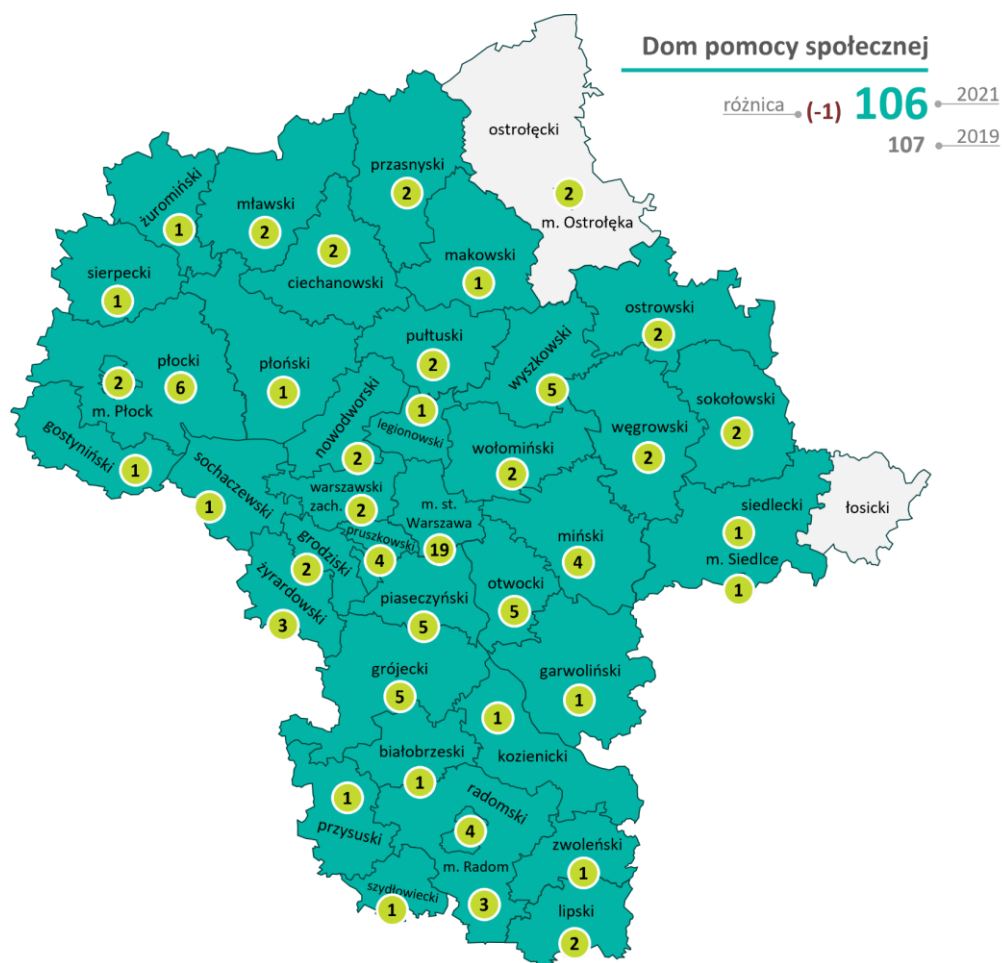 Dom pomocy społecznej
różnica (-1) 106 2021
107 2019
ostrołęcki
2
m. Ostrołęka
przasnyski
2
żuromiński
1
mławski
2
2
ciechanowski
makowski
1
sierpecki
1
ostrowski
2
płocki
6
2
m. Płock
płoński
1
pułtuski
2
wyszkowski
5
nowodworski
2
1
legionowski
sokołowski
2
węgrowski
2
wołomiński
2
gostyniński
1
sochaczewski
1
warszawski
zach.
2
m. st.
Warszawa
19
pruszkowski
4
grodziski
2
żyrardowski
3
piaseczyński
5
otwocki
5
miński
4
siedlecki
1
m. Siedlce
1
łosicki
grójecki
5
garwoliński
1
1
kozienicki
białobrzeski
1
radomski
4
m. Radom
3
1
przysuski
szydłowiecki
1
zwoleński
1
lipski
2